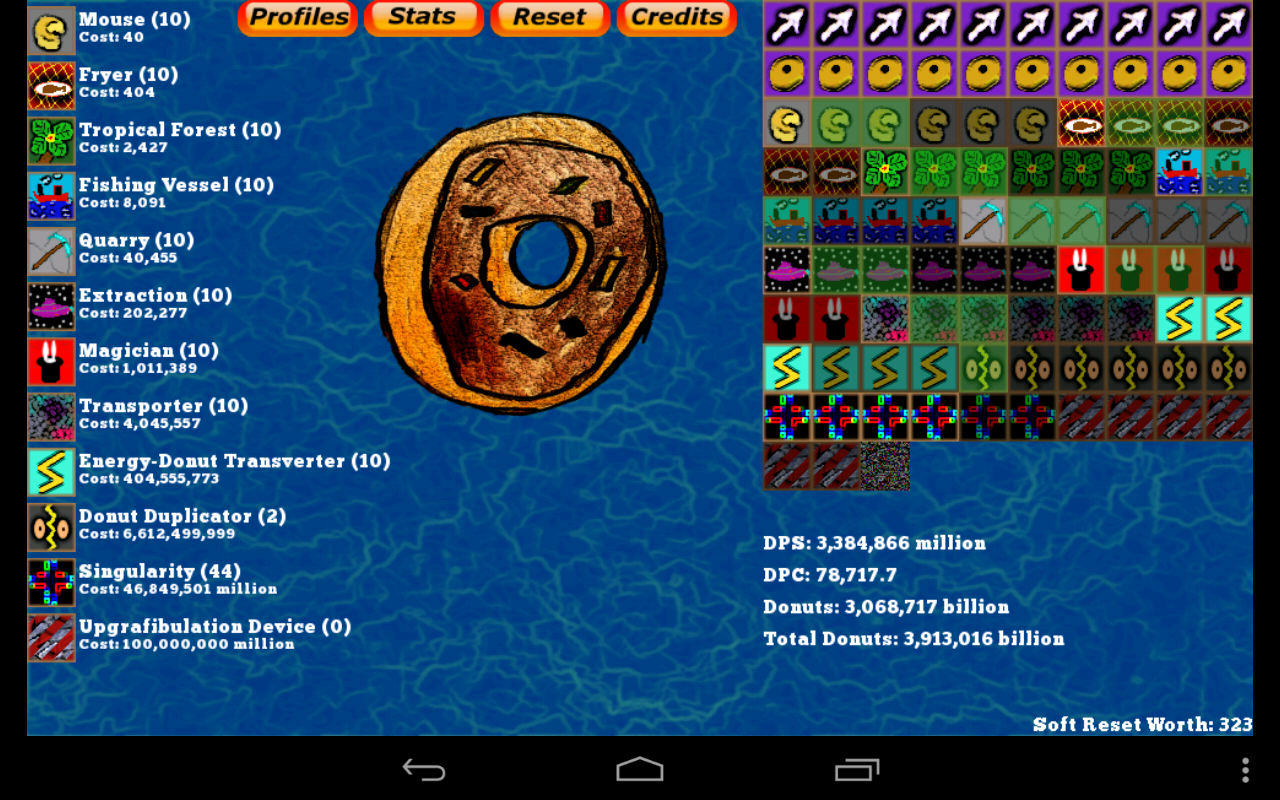 Profiles
Stats
Reset
Credits
Mouse (10)
Cost: 40
Fryer (10)
Cost: 404
Tropical Forest (10)
Cost: 2,427
Fishing Vessel (10)
Cost: 8,091
Quarry (10)
Cost: 40,455
Extraction (10)
Cost: 202,277
Magician (10)
Cost: 1,011,389
Transporter (10)
Cost: 4,045,557
Energy-Donut Transverter (10)
Cost: 404,555,773
Donut Duplicator (2)
Cost: 6,612,499,999
Singularity (44)
Cost: 46,849,501 million
Upgrafibulation Device (0)
Cost: 100,000,000 million
DPS: 3,384,866 million
DPC: 78,717.7
Donuts: 3,068,717 billion
Total Donuts: 3,913,016 billion
Soft Reset Worth: 323